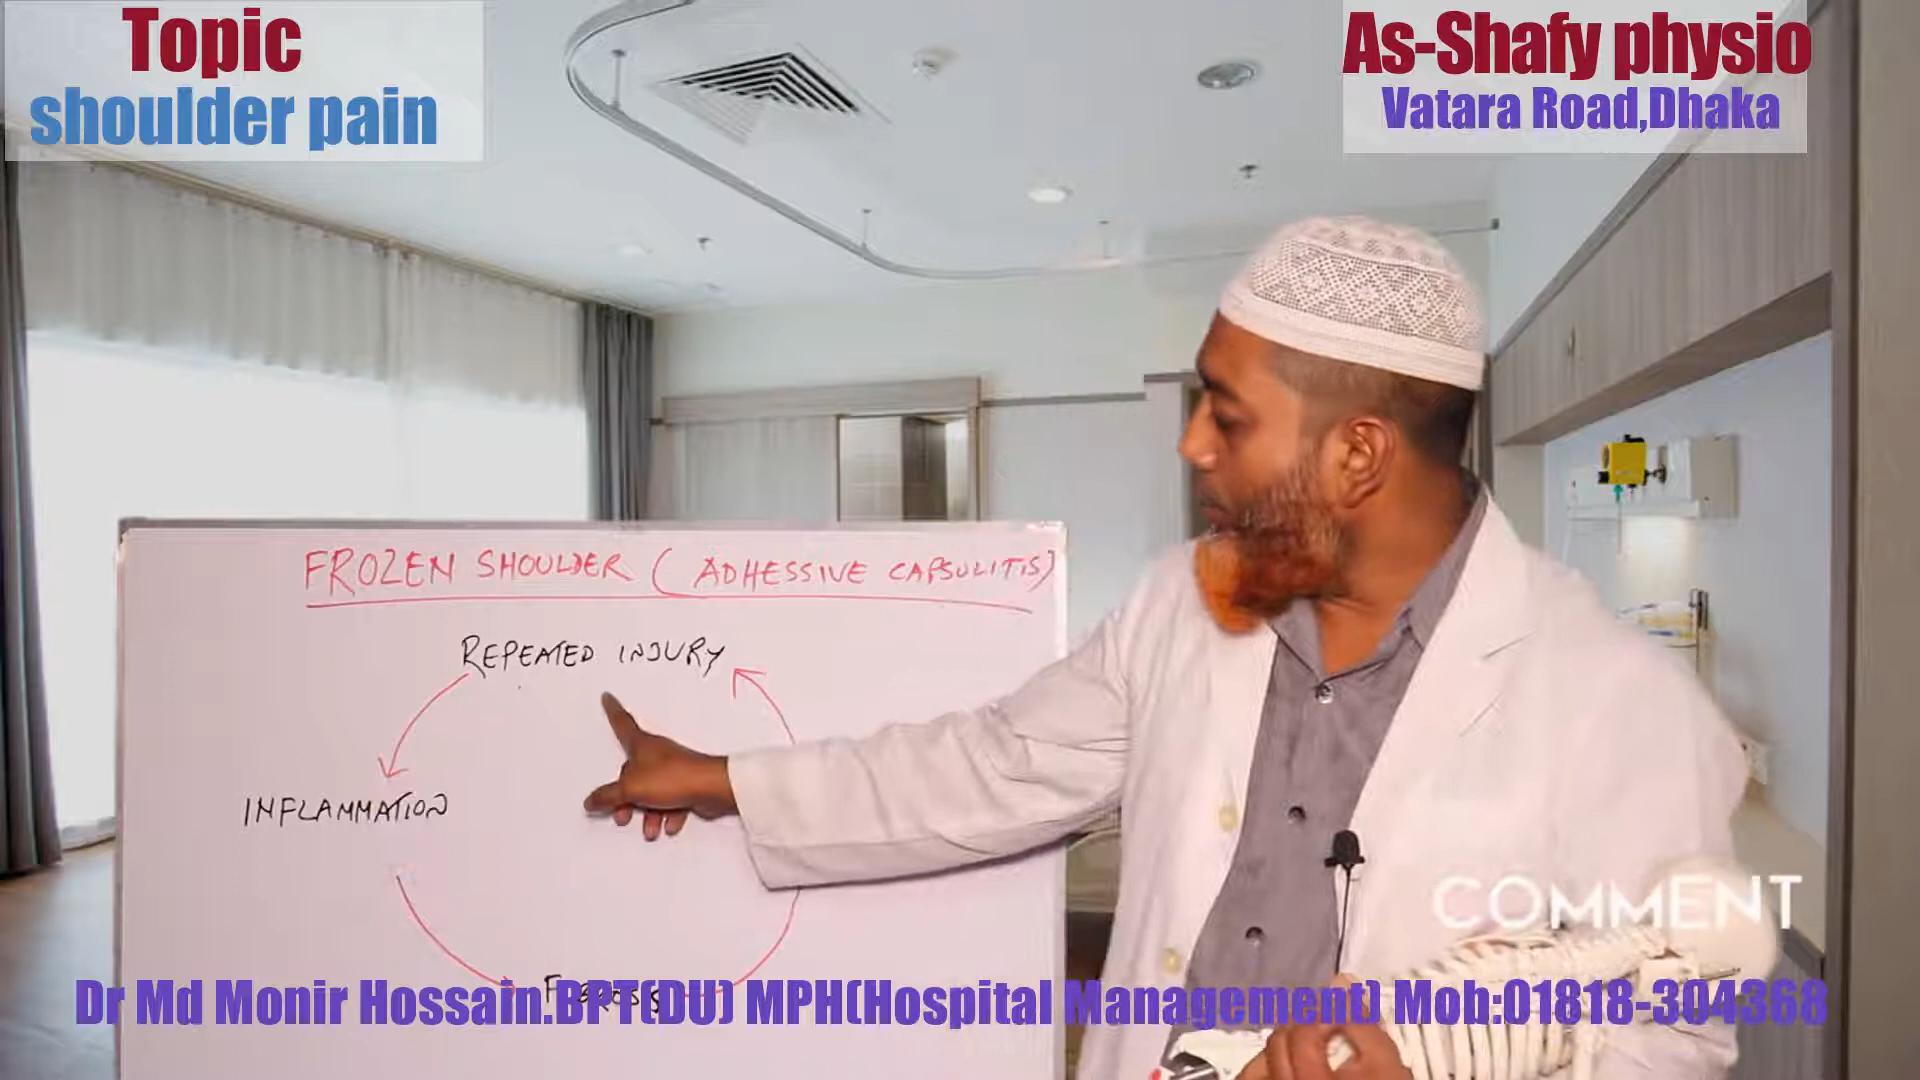 Topic
shoulder pain
As-Shafy physio
Vatara Road,Dhaka
FROZEN SHOULDER (ADHESSIVE CAPSULITIS)
REPEATED INJURY
INFLAMMATION
COMMENT
Dr Md Monir Hossain.BPT(DU) MPH(Hospital Management) Mob:01818-304368